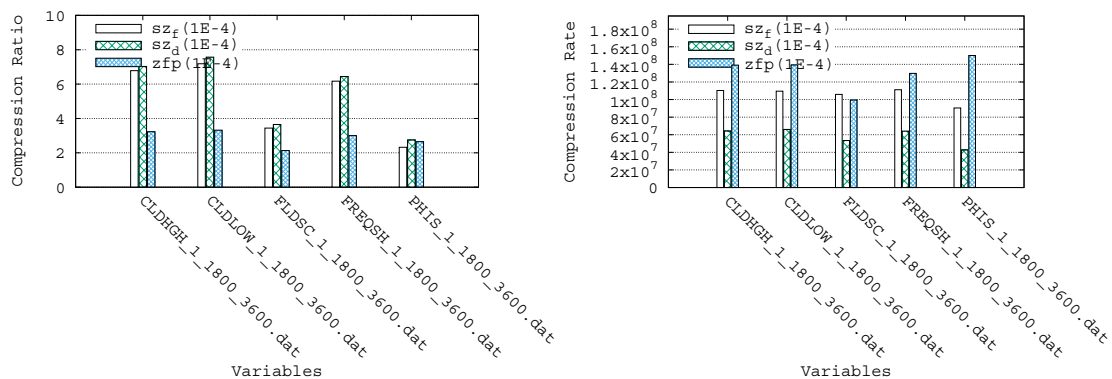 Compression Ratio
10
8
6
4
2
0
sz_f(1E-4)
sz_d(1E-4)
zfp(1E-4)
CLDHGH_1_1800_3600.dat
CLDLOW_1_1800_3600.dat
FLDSC_1_1800_3600.dat
FREQSH_1_1800_3600.dat
PHIS_1_1800_3600.dat
Variables
Compression Rate
1.8x10^8
1.6x10^8
1.4x10^8
1.2x10^8
1x10^8
8x10^7
6x10^7
4x10^7
2x10^7
0
sz_f(1E-4)
sz_d(1E-4)
zfp(1E-4)
CLDHGH_1_1800_3600.dat
CLDLOW_1_1800_3600.dat
FLDSC_1_1800_3600.dat
FREQSH_1_1800_3600.dat
PHIS_1_1800_3600.dat
Variables